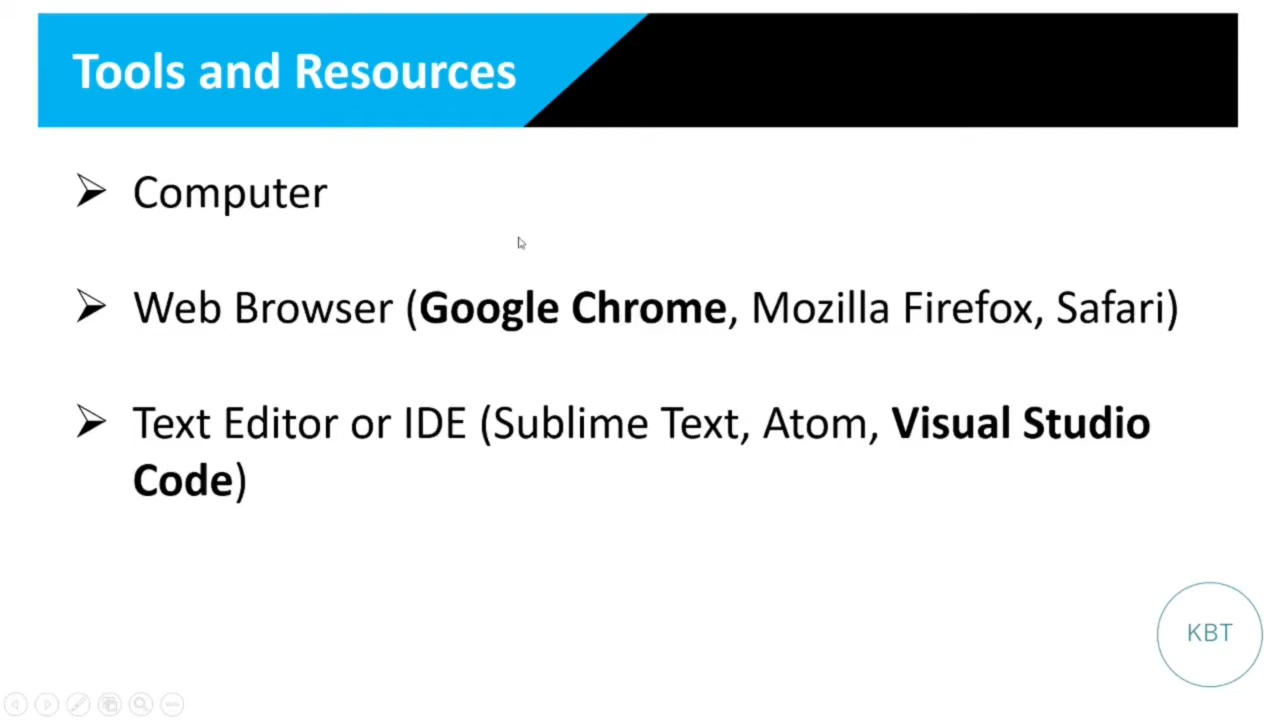 Tools and Resources
Computer
Web Browser (Google Chrome, Mozilla Firefox, Safari)
Text Editor or IDE (Sublime Text, Atom, Visual Studio
Code)
KBT